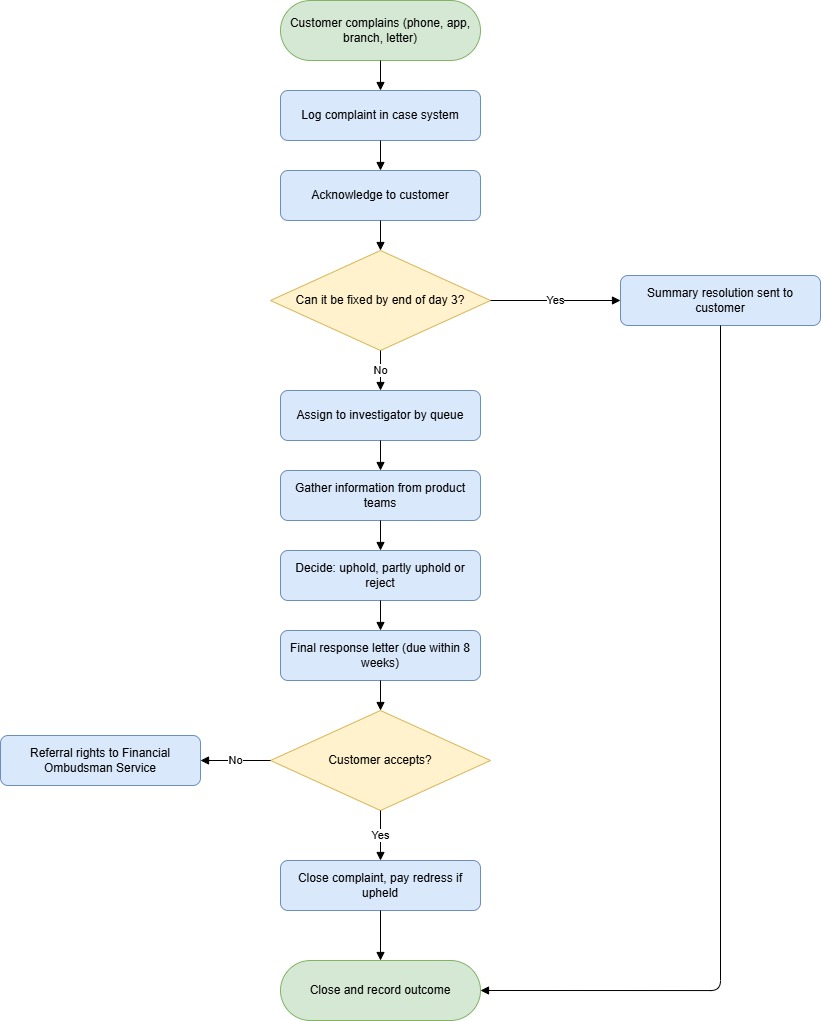 Customer complains (phone, app,
branch, letter)
Log complaint in case system
Acknowledge to customer
Can it be fixed by end of day 3?
Yes
Summary resolution sent to
customer
No
Assign to investigator by queue
Gather information from product
teams
Decide: uphold, partly uphold or
reject
Final response letter (due within 8
weeks)
Customer accepts?
No
Referral rights to Financial
Ombudsman Service
Yes
Close complaint, pay redress if
upheld
Close and record outcome